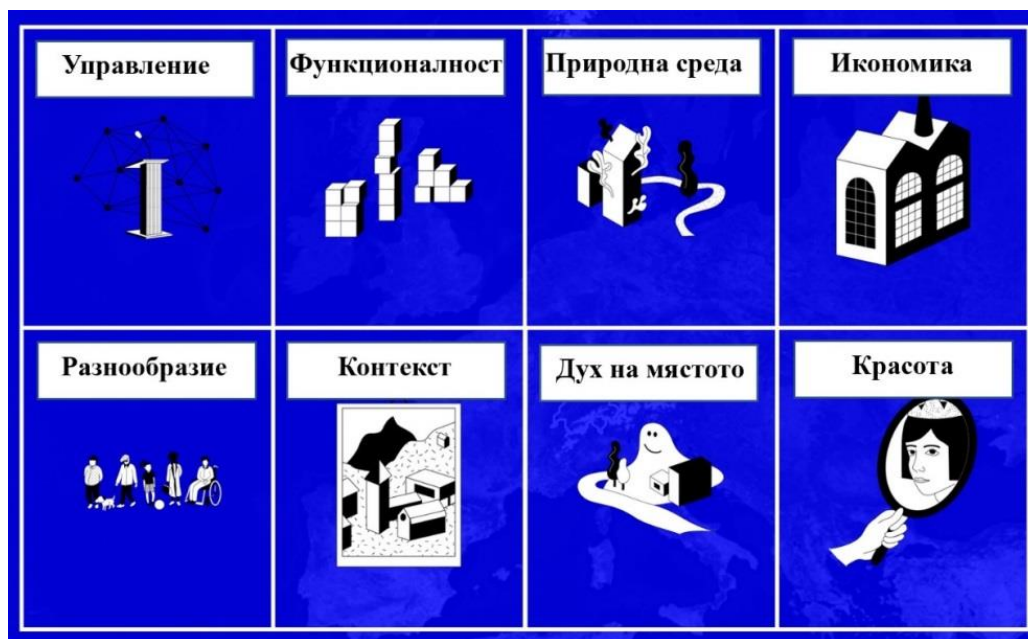 Управление
Функционалност
Природна среда
Икономика
Разнообразие
Контекст
Дух на мястото
Красота